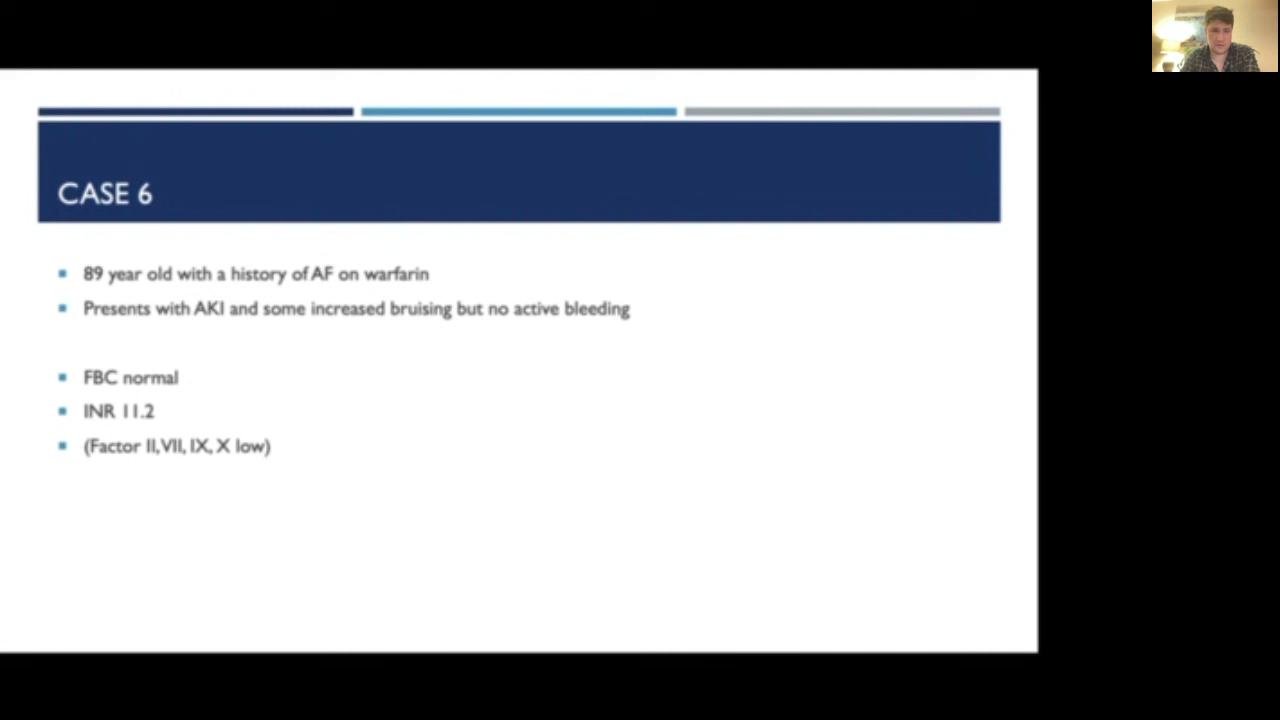 CASE 6
89 year old with a history of AF on warfarin
Presents with AKI and some increased bruising but no active bleeding
FBC normal
INR 11.2
(Factor II, VII, IX, X low)